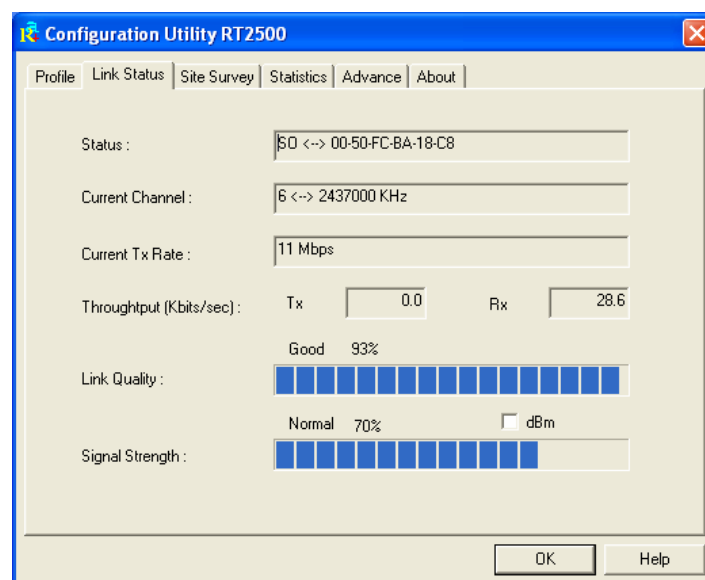 Configuration Utility RT2500
Profile Link Status Site Survey Statistics Advance About
Status : SO <--> 00-50-FC-BA-18-C8
Current Channel : 6 <--> 2437000 KHz
Current Tx Rate : 11 Mbps
Throughtput (Kbits/sec) : Tx 0.0 Rx 28.6
Good 93%
Link Quality :
Normal 70% dBm
Signal Strength :
OK Help